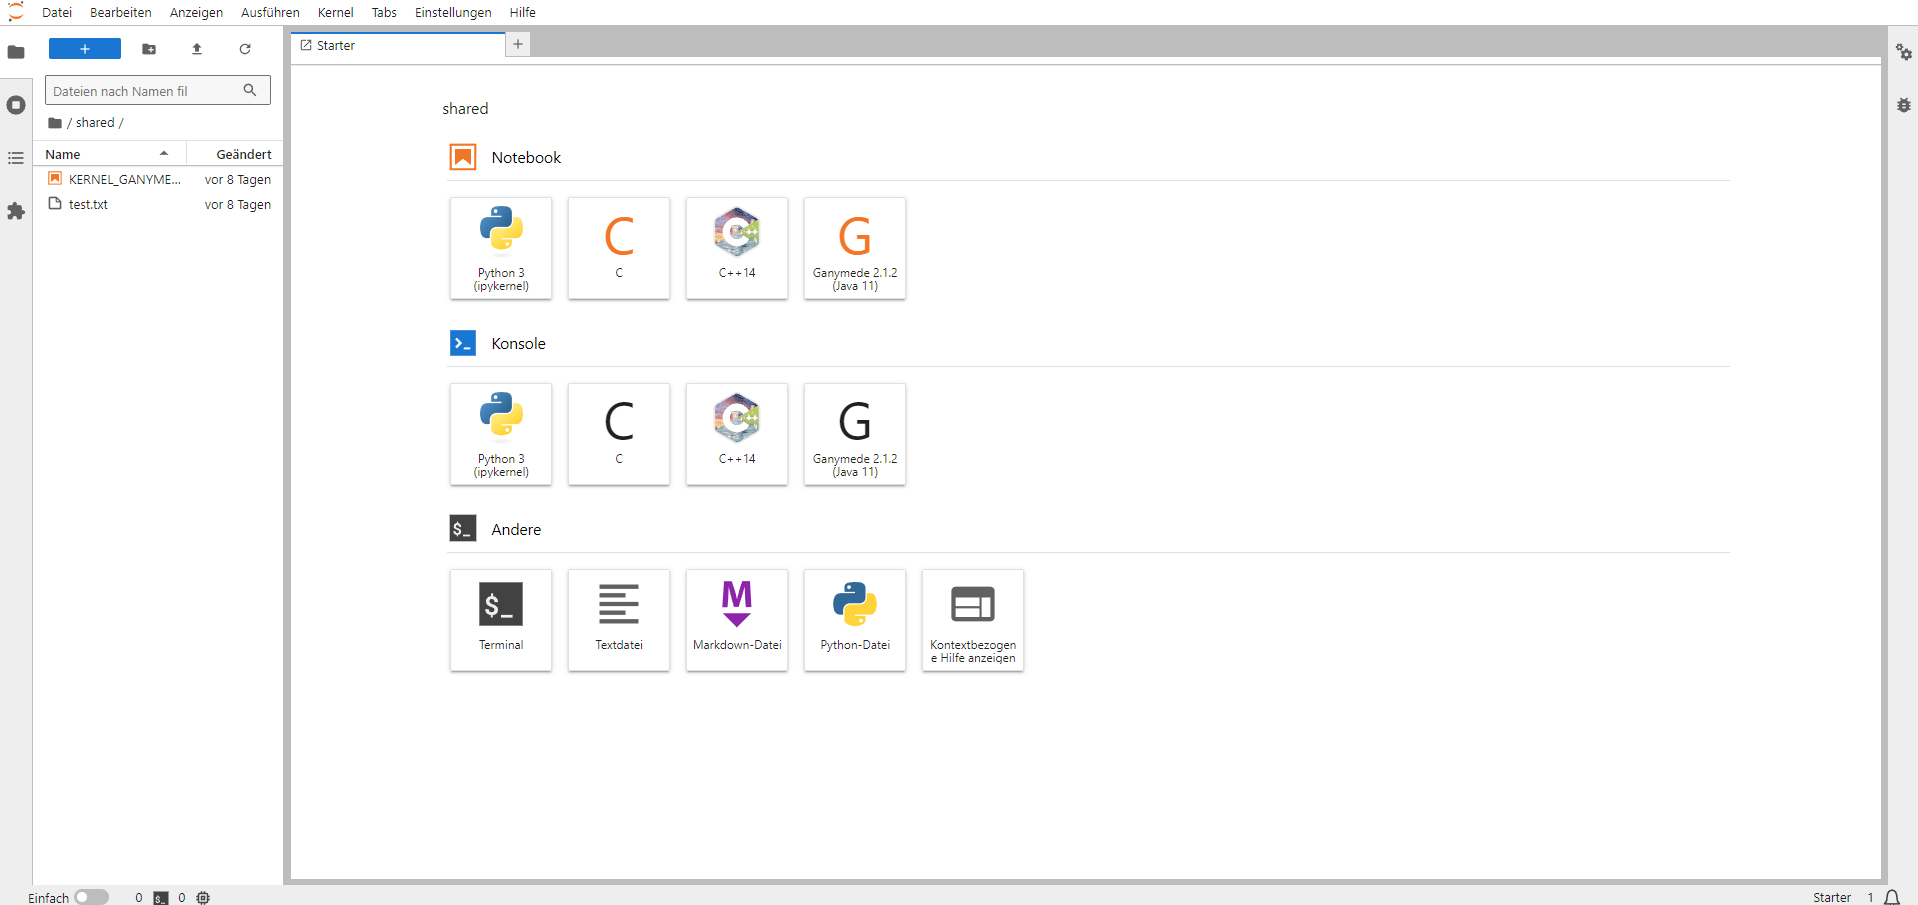 Datei Bearbeiten Anzeigen Ausführen Kernel Tabs Einstellungen Hilfe
Starter
Dateien nach Namen fil
/ shared /
Name Geändert
KERNEL_GANYME... vor 8 Tagen
test.txt vor 8 Tagen
shared
Notebook
Python 3
(ipykernel)
C
C
C++14
G
Ganymede 2.1.2
(Java 11)
Konsole
Python 3
(ipykernel)
C
C
C++14
G
Ganymede 2.1.2
(Java 11)
Andere
$_
Terminal
Textdatei
M
Markdown-Datei
Python-Datei
Kontextbezogen
e Hilfe anzeigen
Einfach 0 $_ 0 Starter 1